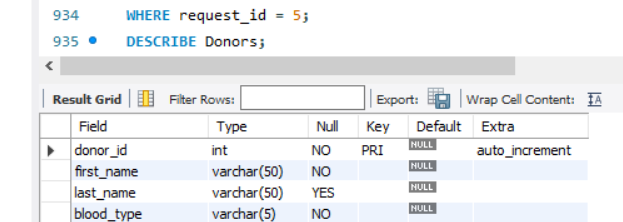 934 WHERE request_id = 5;
935 DESCRIBE Donors;
Result Grid Filter Rows: Export: Wrap Cell Content: IA
Field Type Null Key Default Extra
donor_id int NO PRI NULL auto_increment
first_name varchar(50) NO NULL
last_name varchar(50) YES NULL
blood_type varchar(5) NO NULL